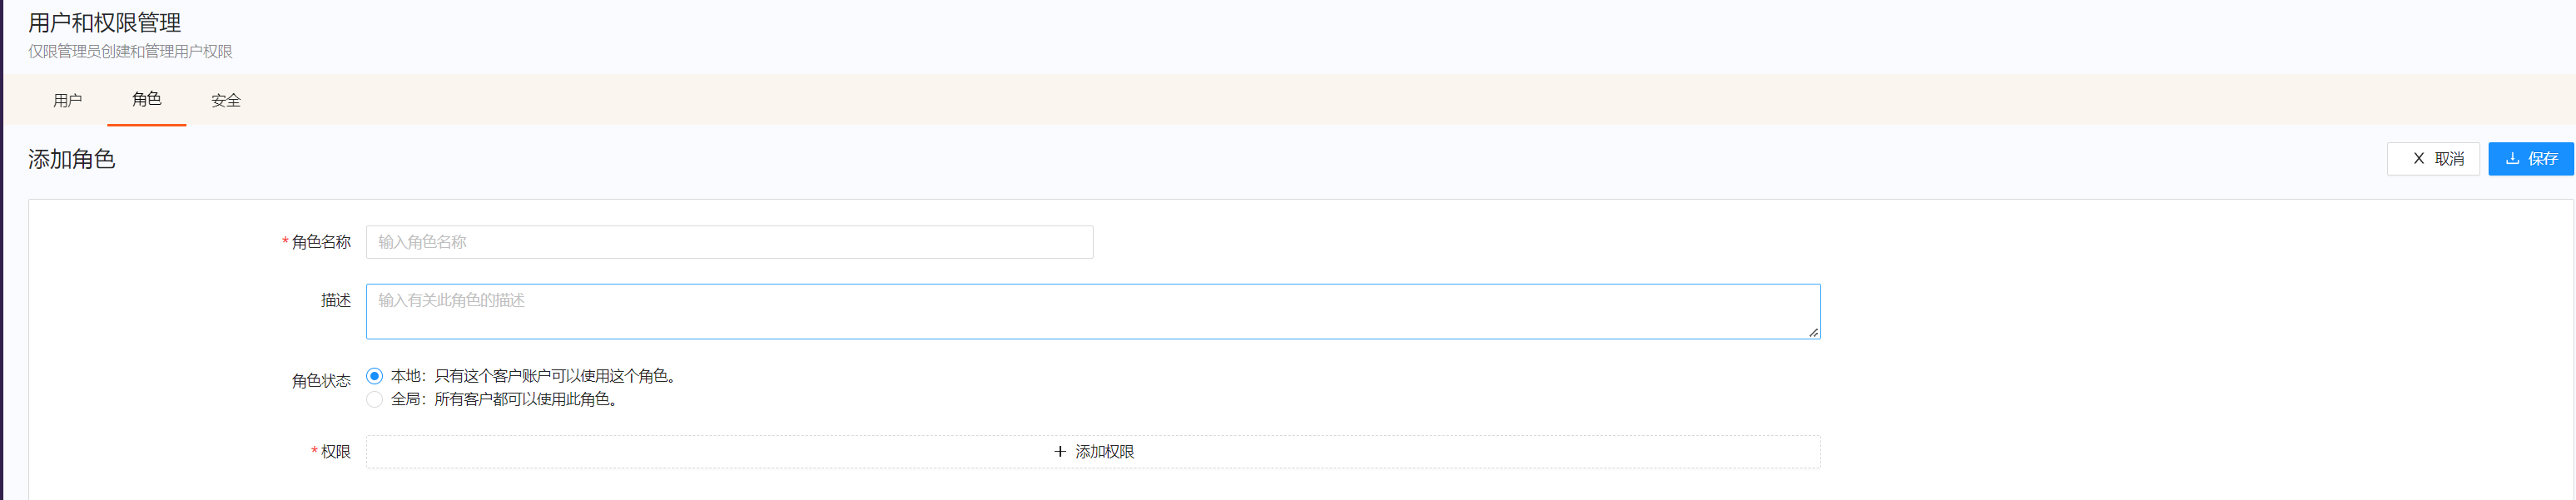 用户和权限管理
仅限管理员创建和管理用户权限
用户 角色 安全
添加角色
X 取消 保存
* 角色名称 输入角色名称
描述 输入有关此角色的描述
角色状态 本地：只有这个客户账户可以使用这个角色。
全局：所有客户都可以使用此角色。
* 权限 + 添加权限